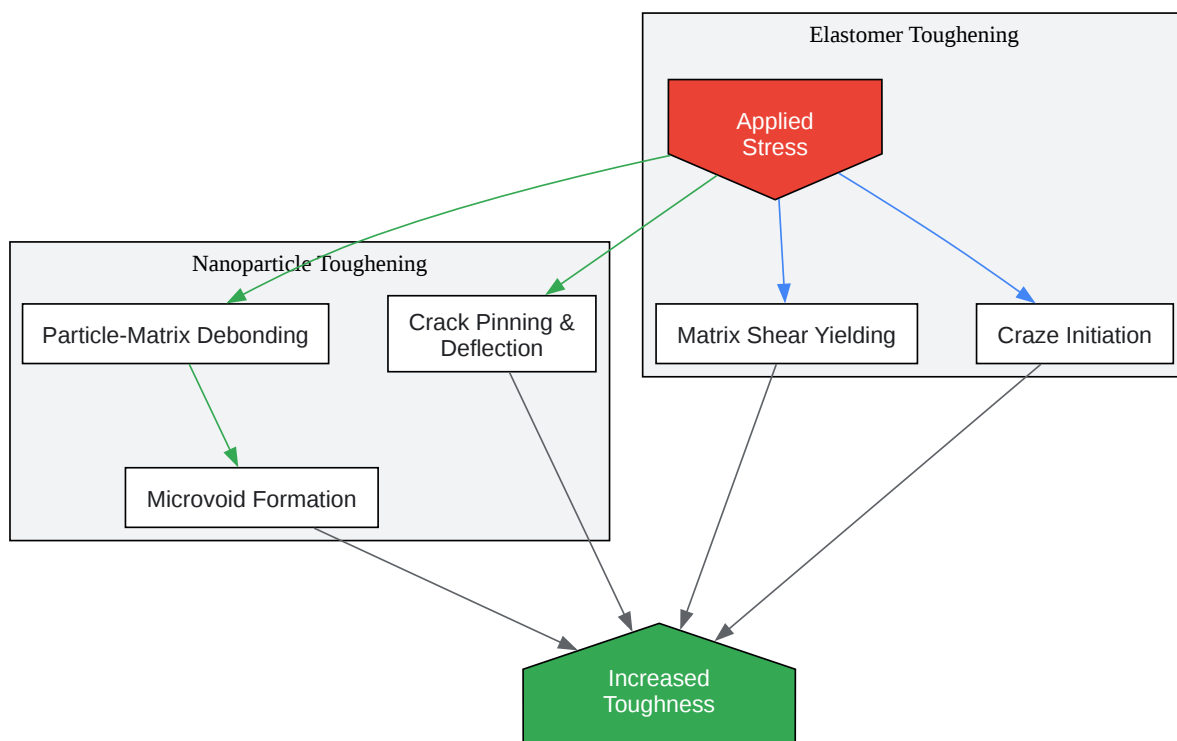 Elastomer Toughening
Applied
Stress
Nanoparticle Toughening
Particle-Matrix Debonding
Crack Pinning &
Deflection
Matrix Shear Yielding
Craze Initiation
Microvoid Formation
Increased
Toughness